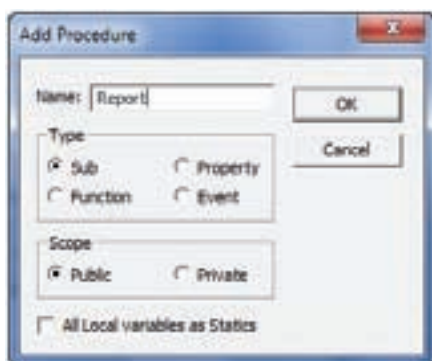 Add Procedure
Name: Report
OK
Type
Sub
Property
Cancel
Function
Event
Scope
Public
Private
All Local variables as Statics